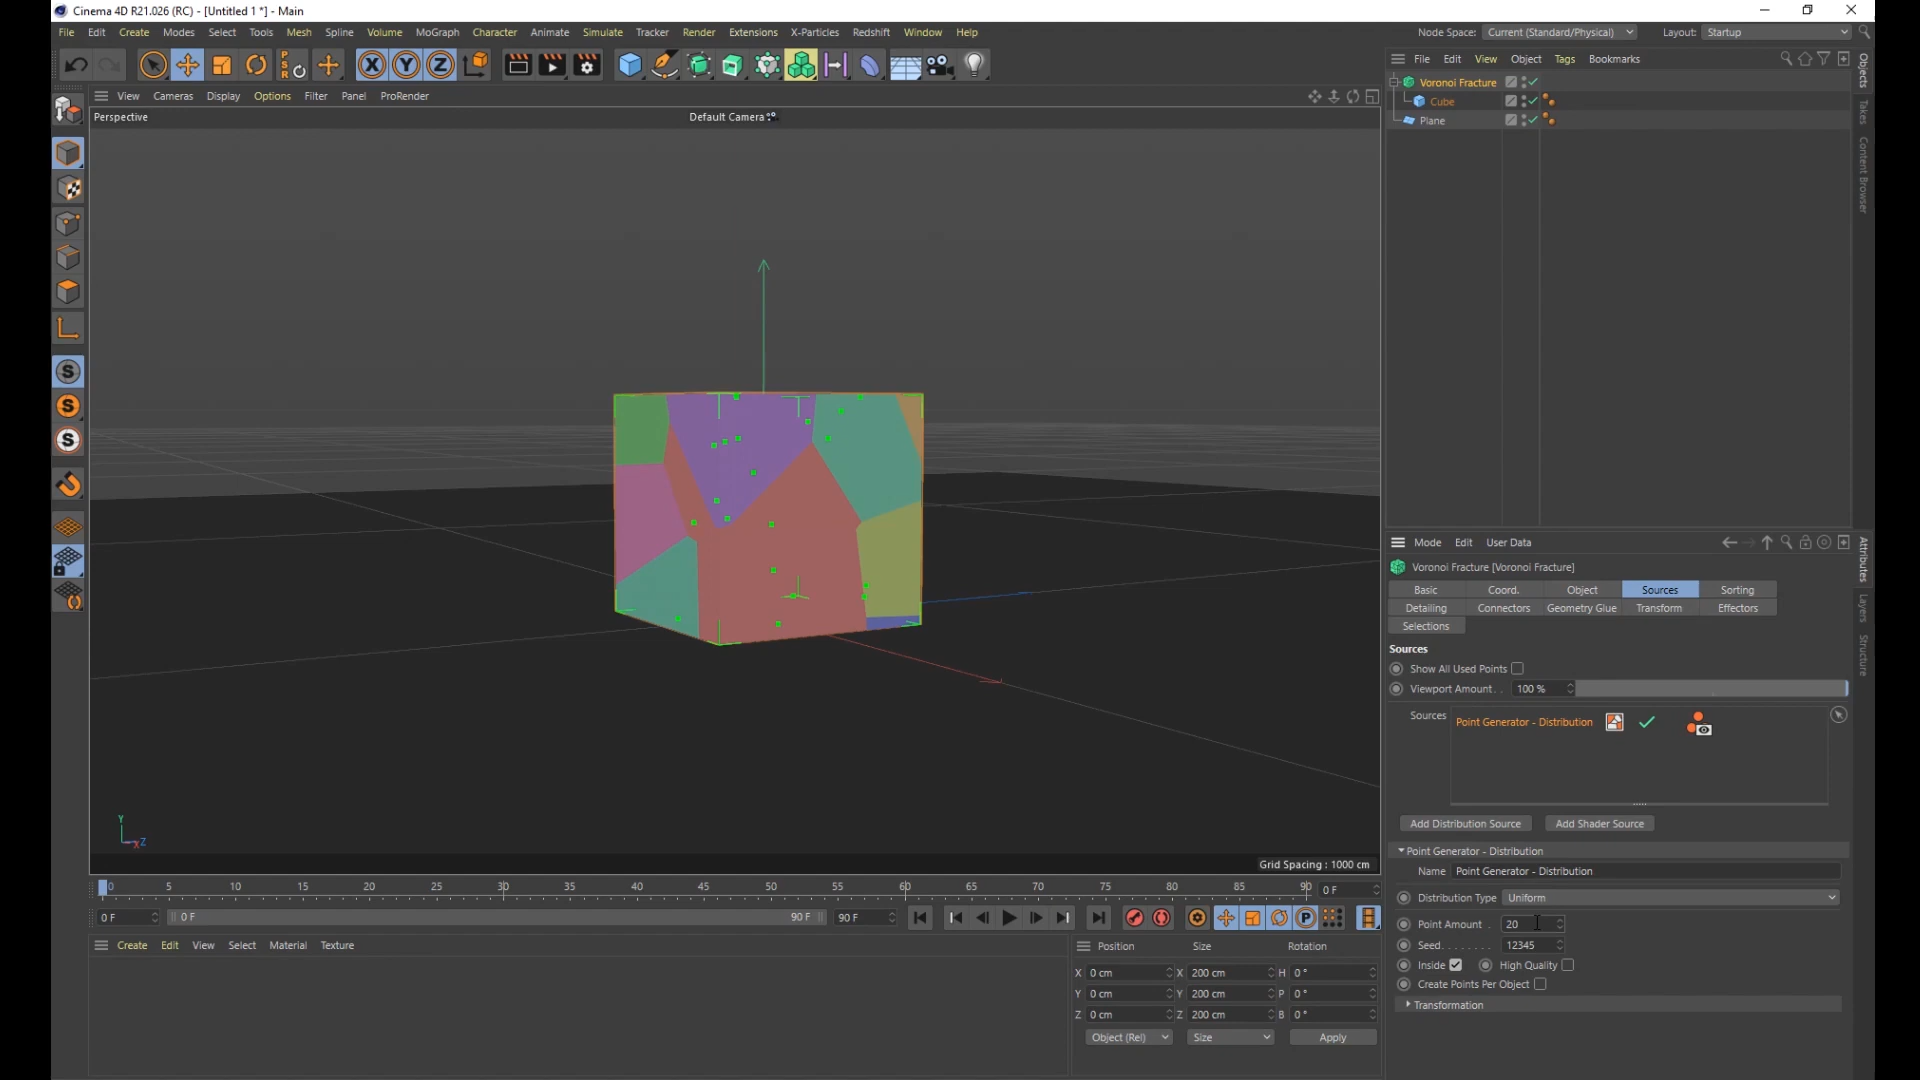 Cinema 4D R21.026 (RC) - [Untitled 1 *] - Main
File Edit Create Modes Select Tools Mesh Spline Volume MoGraph Character Animate Simulate Tracker Render Extensions X-Particles Redshift Window Help
Node Space: Current (Standard/Physical) Layout: Startup
View Cameras Display Options Filter Panel ProRender
Perspective
Default Camera
File Edit View Object Tags Bookmarks
Voronoi Fracture
Cube
Plane
Objects
Takes
Content Browser
Mode Edit User Data
Voronoi Fracture [Voronoi Fracture]
Basic Coord. Object Sources Sorting
Detailing Connectors Geometry Glue Transform Effectors
Selections
Sources
Show All Used Points
Viewport Amount . . 100 %
Sources Point Generator - Distribution
Add Distribution Source Add Shader Source
Point Generator - Distribution
Name Point Generator - Distribution
Distribution Type Uniform
Point Amount . 20
Seed. . . . . . . . 12345
Inside High Quality
Create Points Per Object
Transformation
Attributes
Layers
Structure
PSR
X Y Z
S
S
S
Y
X Z
Grid Spacing : 1000 cm
0 5 10 15 20 25 30 35 40 45 50 55 60 65 70 75 80 85 90 0 F
0 F 0 F 90 F 90 F
P
Create Edit View Select Material Texture
Position Size Rotation
X 0 cm X 200 cm H 0 °
Y 0 cm Y 200 cm P 0 °
Z 0 cm Z 200 cm B 0 °
Object (Rel) Size Apply